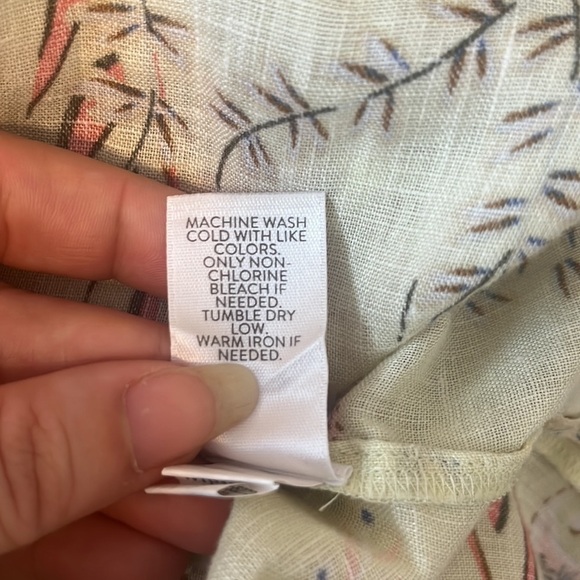 MACHINE WASH
COLD WITH LIKE
COLORS.
ONLY NON-
CHLORINE
BLEACH IF
NEEDED.
TUMBLE DRY
LOW.
WARM IRON IF
NEEDED.